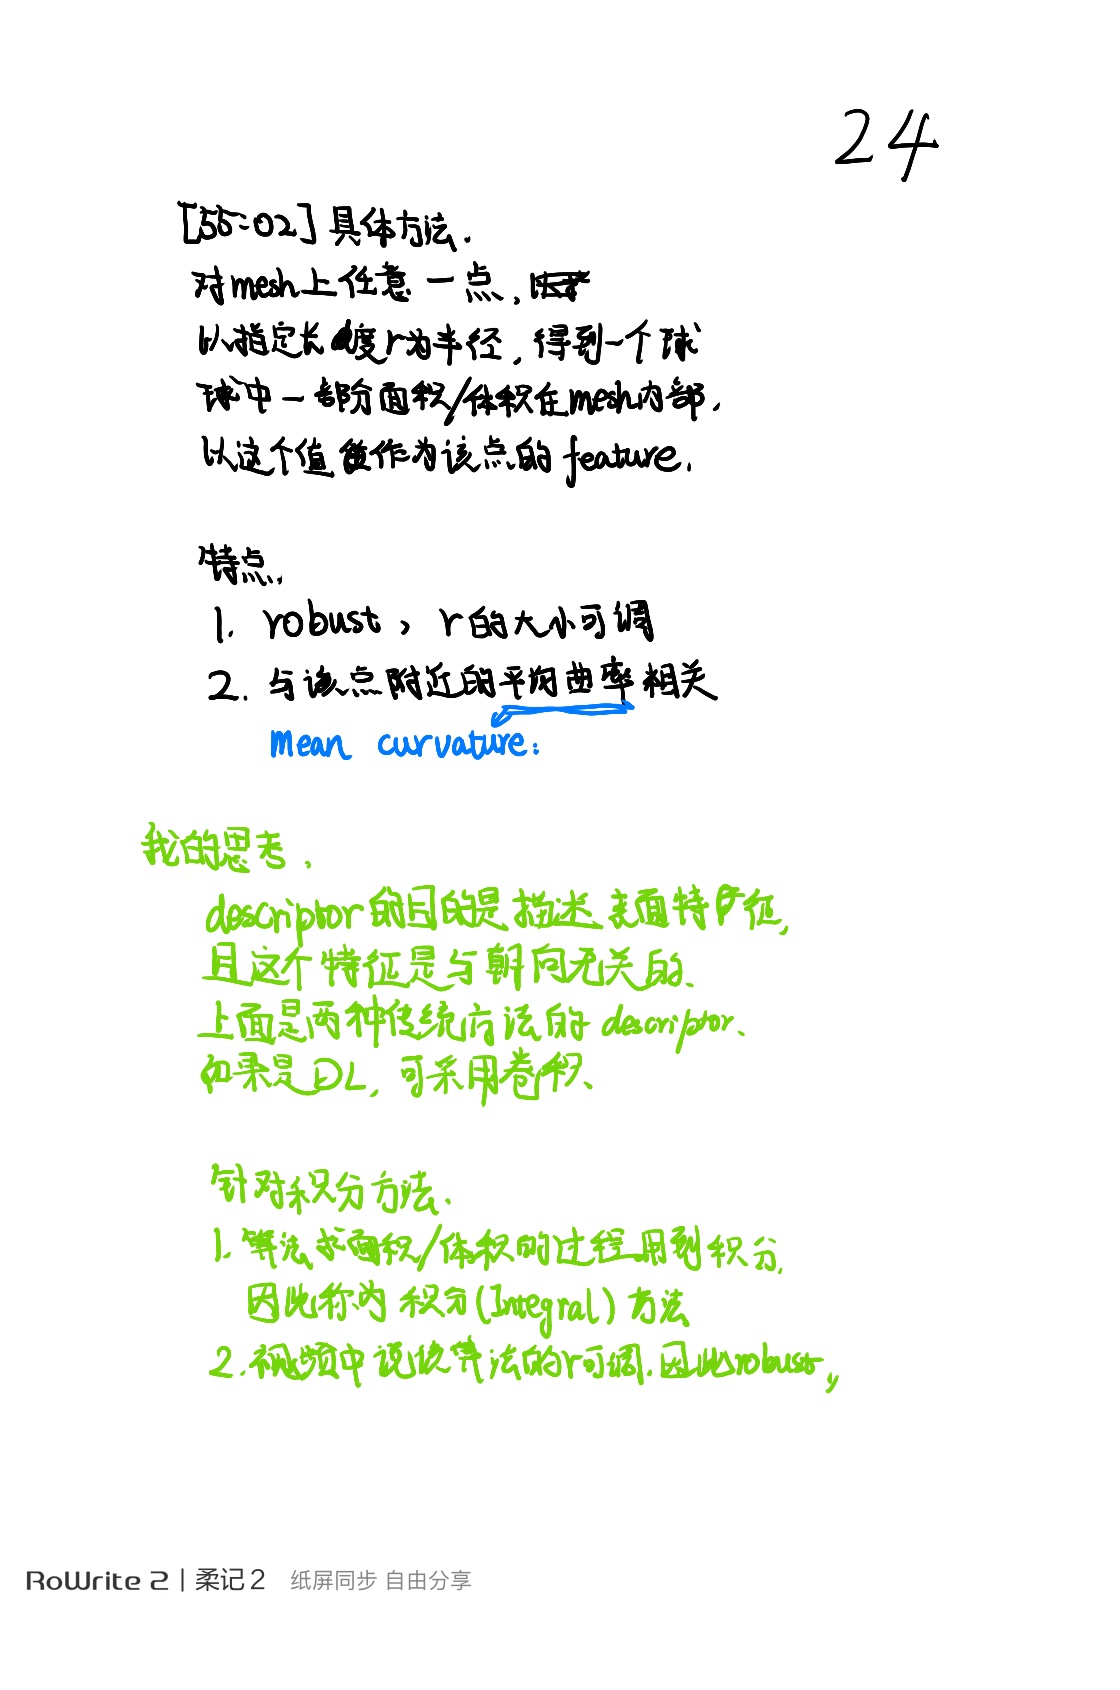 24
[55:02]具体方法.
对mesh上任意一点,
以指定长度r为半径,得到一个球
球中一部分面积/体积在mesh内部,
以这个值作为该点的feature.
特点.
1. robust, r的大小可调
2. 与该点附近的平均曲率相关
mean curvature:
我的思考.
descriptor的目的是描述表面特征,
且这个特征是与朝向无关的、
上面是两种传统方法的descriptor、
如果是DL,可采用卷积、
针对积分方法.
1. 算法求面积/体积的过程用到积分.
因此称为积分(Integral)方法
2. 视频中说该算法的r可调.因此robust,
RoWrite 2 | 柔记2 纸屏同步 自由分享